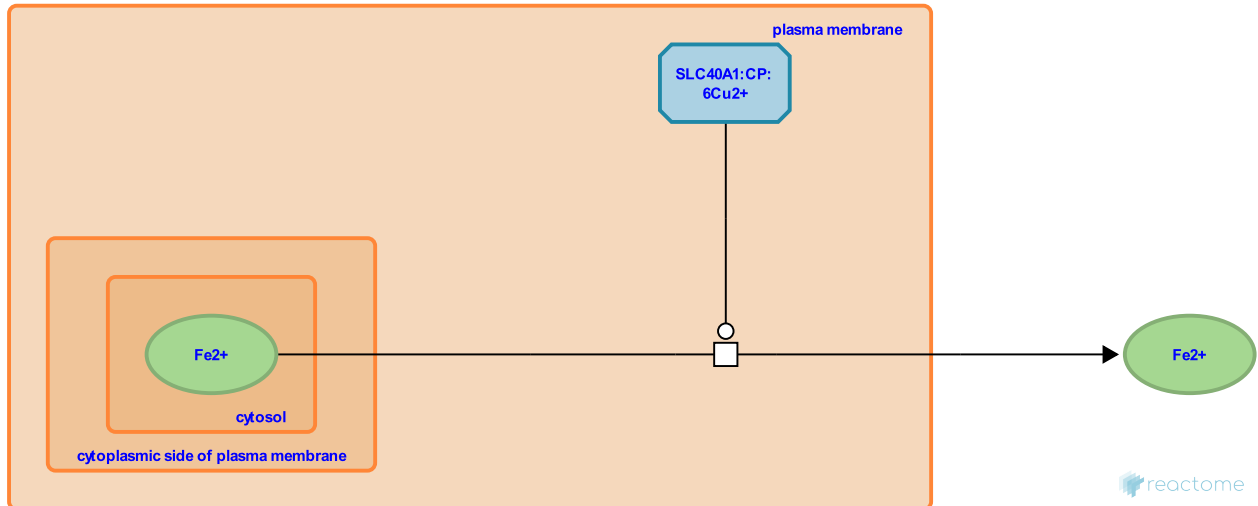 plasma membrane
SLC40A1:CP:
6Cu2+
Fe2+
Fe2+
cytosol
cytoplasmic side of plasma membrane
reactome